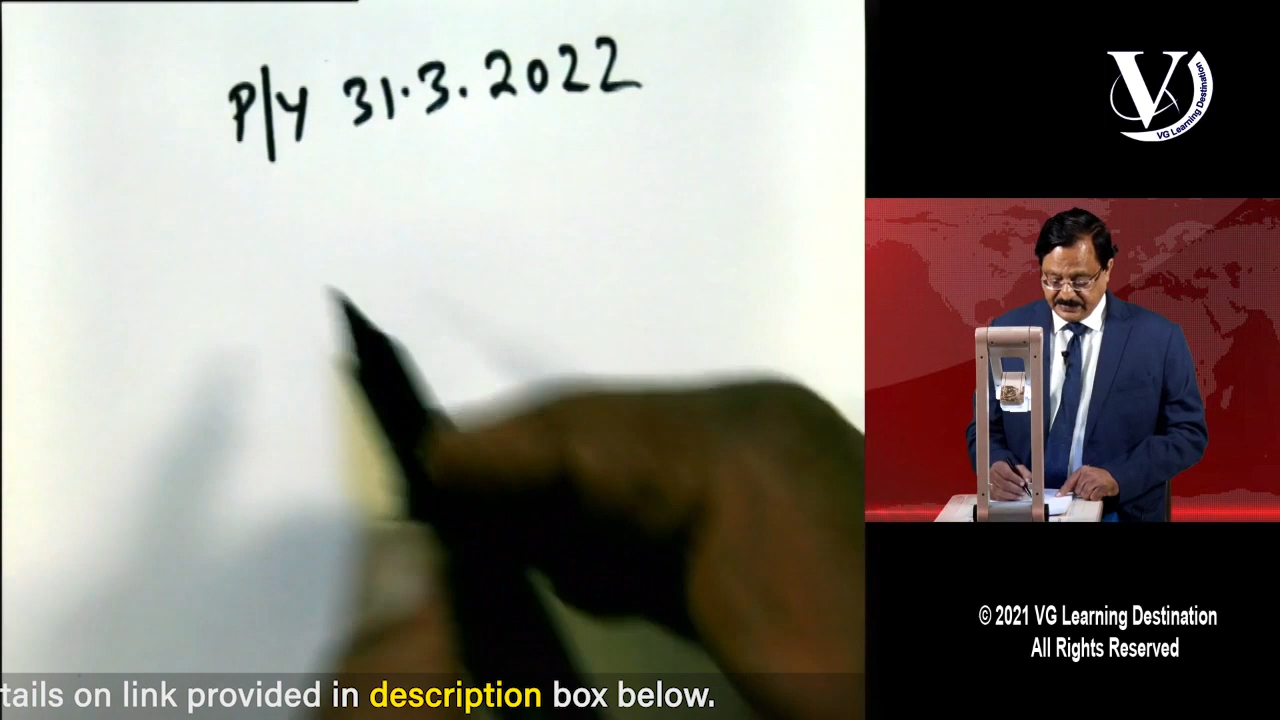 P/Y 31.3.2022
V
VG Learning Destination
© 2021 VG Learning Destination
All Rights Reserved
tails on link provided in description box below.